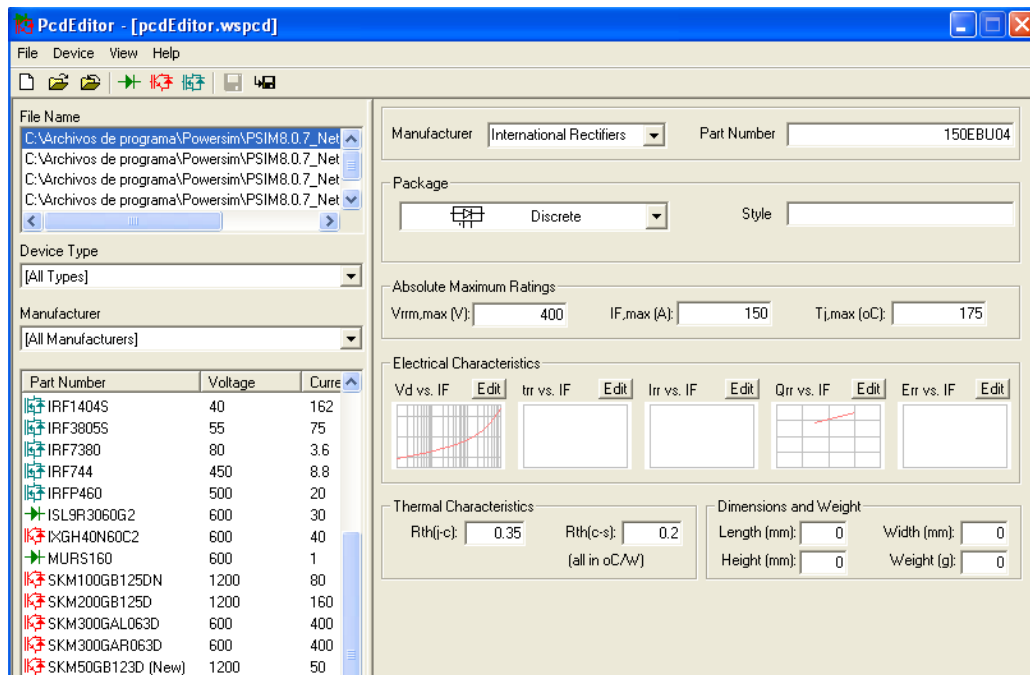 PcdEditor - [pcdEditor.wspcd]
File Device View Help
File Name
C:\Archivos de programa\Powersim\PSIM8.0.7_Net
C:\Archivos de programa\Powersim\PSIM8.0.7_Net
C:\Archivos de programa\Powersim\PSIM8.0.7_Net
C:\Archivos de programa\Powersim\PSIM8.0.7_Net
Device Type
[All Types]
Manufacturer
[All Manufacturers]
Part Number Voltage Curre
IRF1404S 40 162
IRF3805S 55 75
IRF7380 80 3.6
IRF744 450 8.8
IRFP460 500 20
ISL9R3060G2 600 30
IXGH40N60C2 600 40
MURS160 600 1
SKM100GB125DN 1200 80
SKM200GB125D 1200 160
SKM300GAL063D 600 400
SKM300GAR063D 600 400
SKM50GB123D (New) 1200 50
Manufacturer International Rectifiers Part Number 150EBU04
Package
Discrete Style
Absolute Maximum Ratings
Vrrm,max (V): 400 IF,max (A): 150 Tj,max (oC): 175
Electrical Characteristics
Vd vs. IF Edit trr vs. IF Edit Irr vs. IF Edit Qrr vs. IF Edit Err vs. IF Edit
Thermal Characteristics
Rth(j-c): 0.35 Rth(c-s): 0.2
(all in oC/W)
Dimensions and Weight
Length (mm): 0 Width (mm): 0
Height (mm): 0 Weight (g): 0